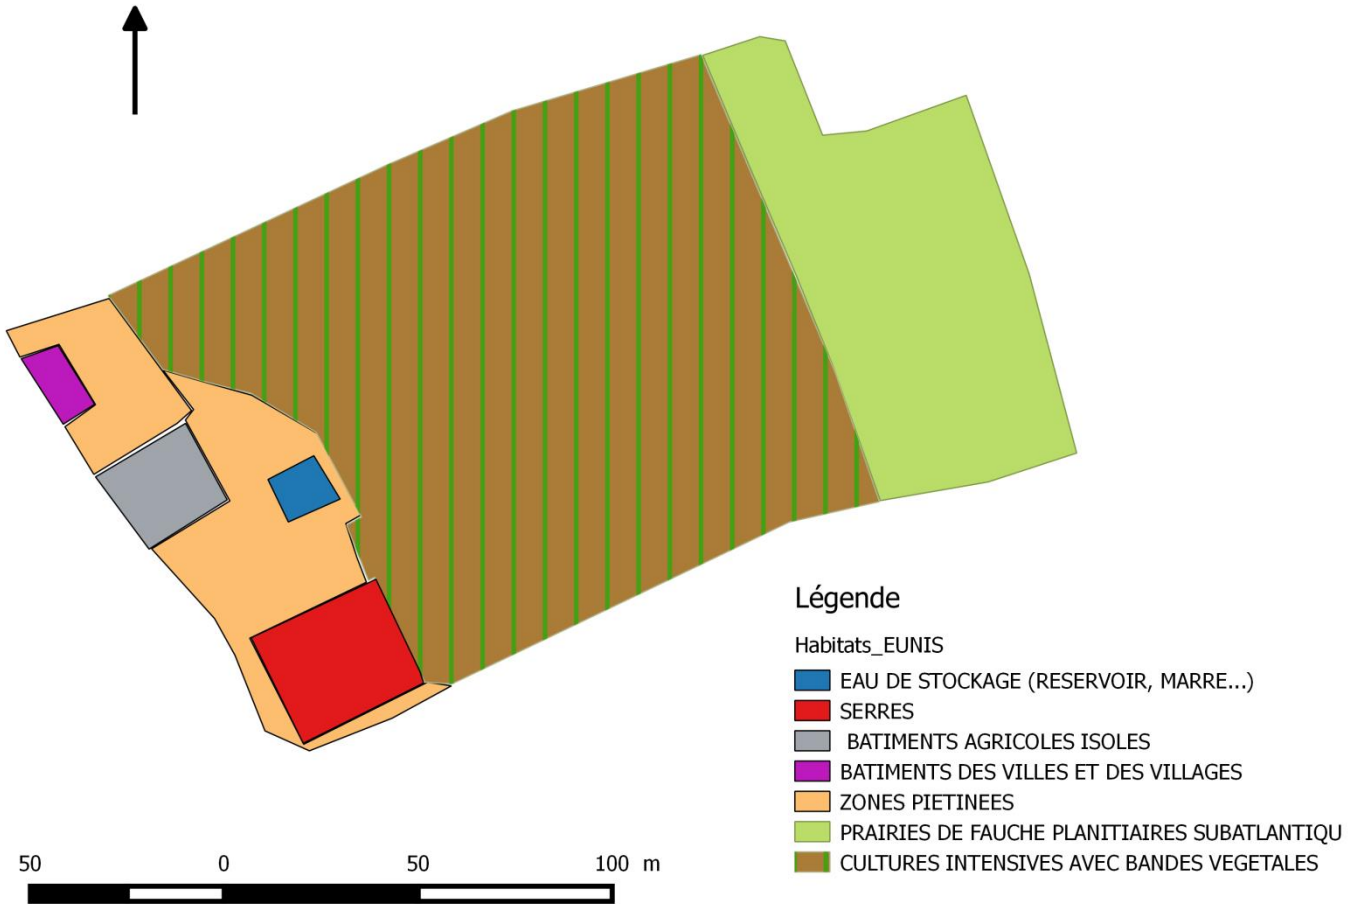 Légende
Habitats_EUNIS
EAU DE STOCKAGE (RESERVOIR, MARRE...)
SERRES
BATIMENTS AGRICOLES ISOLES
BATIMENTS DES VILLES ET DES VILLAGES
ZONES PIETINEES
PRAIRIES DE FAUCHE PLANITIAIRES SUBATLANTIQU
CULTURES INTENSIVES AVEC BANDES VEGETALES
50 0 50 100 m